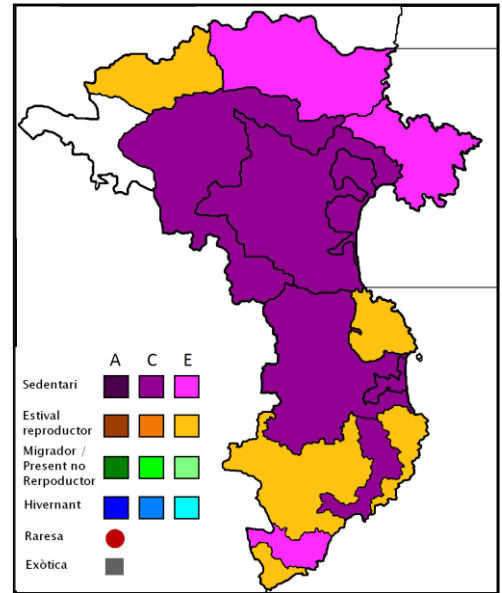 A C E
Sedentari
Estival
reproductor
Migrador /
Present no
Rerpoductor
Hivernant
Raresa
Exòtica